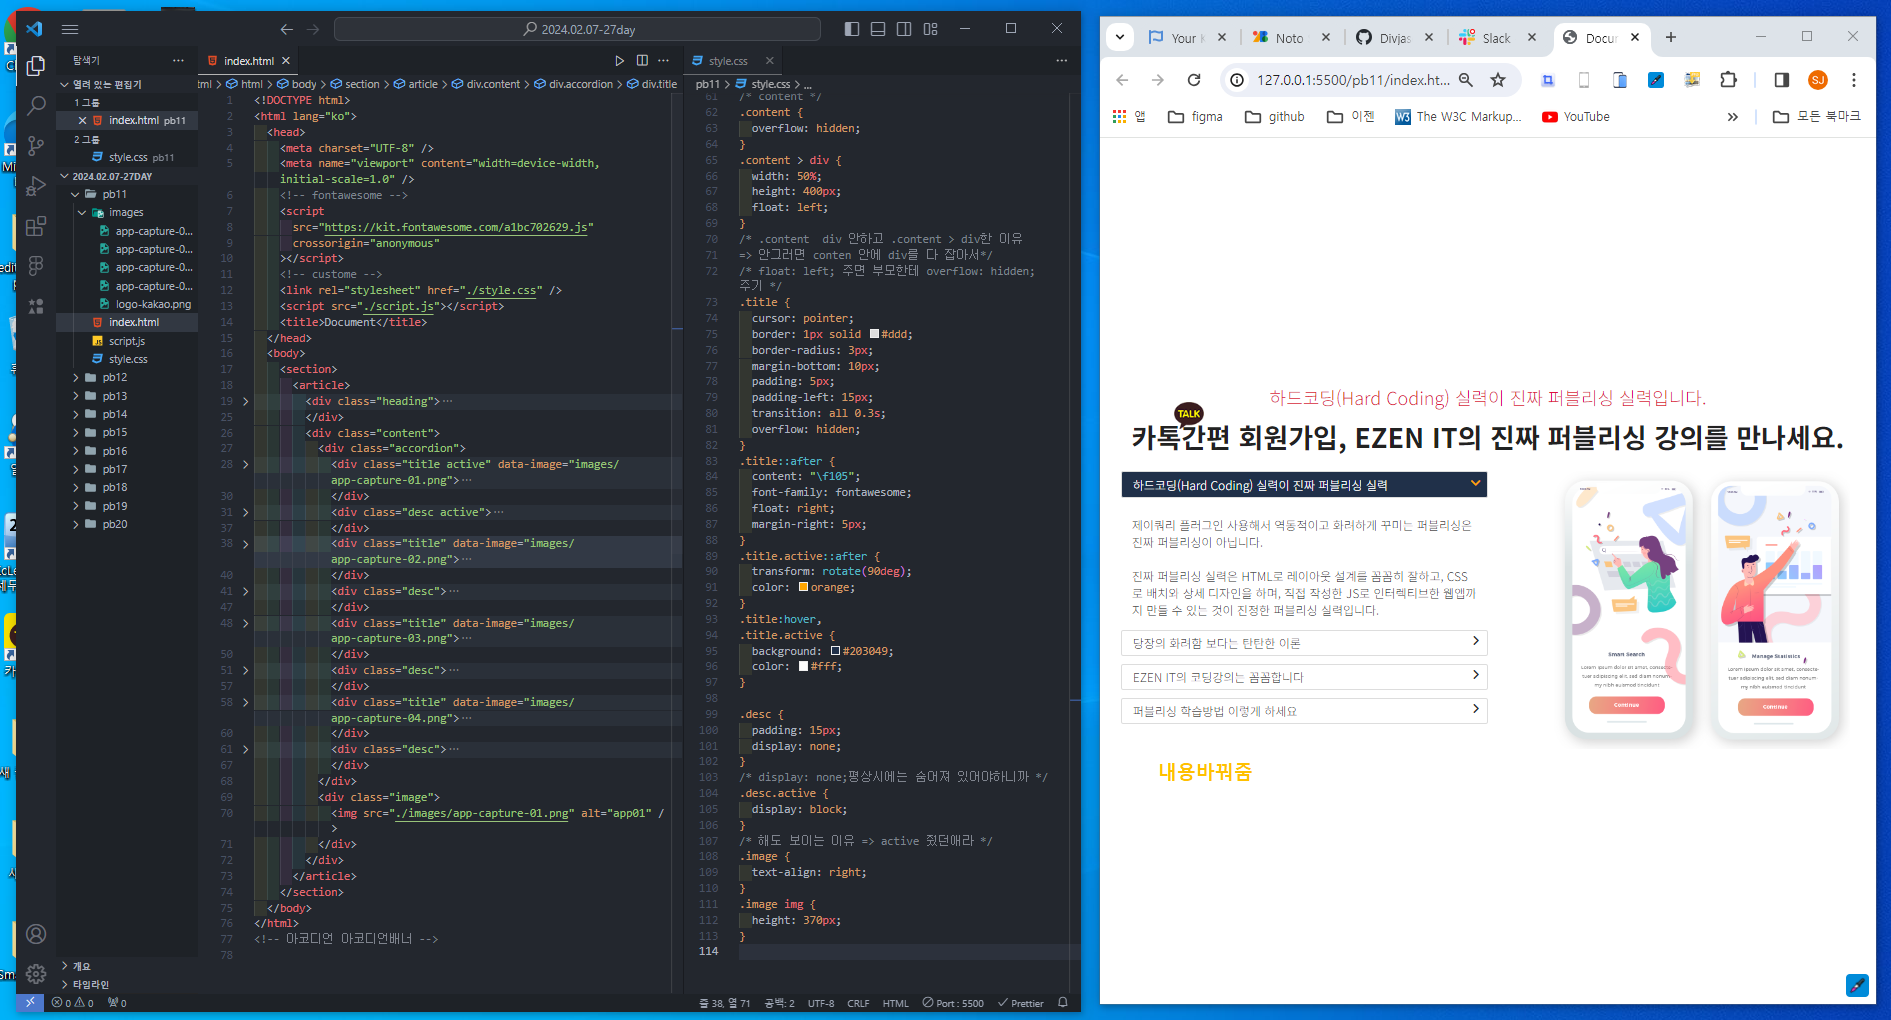 2024.02.07-27day
탐색기
열려 있는 편집기
1 그룹
index.html pb11
2 그룹
style.css pb11
2024.02.07-27DAY
pb11
images
app-capture-0...
app-capture-0...
app-capture-0...
app-capture-0...
logo-kakao.png
index.html
script.js
style.css
pb12
pb13
pb14
pb15
pb16
pb17
pb18
pb19
pb20
개요
타임라인
index.html
tml > html > body > section > article > div.content > div.accordion > div.title
1 <!DOCTYPE html>
2 <html lang="ko">
3 <head>
4 <meta charset="UTF-8" />
5 <meta name="viewport" content="width=device-width,
initial-scale=1.0" />
6 <!-- fontawesome -->
7 <script
8 src="https://kit.fontawesome.com/a1bc702629.js"
9 crossorigin="anonymous"
10 ></script>
11 <!-- custome -->
12 <link rel="stylesheet" href="./style.css" />
13 <script src="./script.js"></script>
14 <title>Document</title>
15 </head>
16 <body>
17 <section>
18 <article>
19 <div class="heading">···
25 </div>
26 <div class="content">
27 <div class="accordion">
28 <div class="title active" data-image="images/
app-capture-01.png">···
30 </div>
31 <div class="desc active">···
37 </div>
38 <div class="title" data-image="images/
app-capture-02.png">···
40 </div>
41 <div class="desc">···
47 </div>
48 <div class="title" data-image="images/
app-capture-03.png">···
50 </div>
51 <div class="desc">···
57 </div>
58 <div class="title" data-image="images/
app-capture-04.png">···
60 </div>
61 <div class="desc">···
67 </div>
68 </div>
69 <div class="image">
70 <img src="./images/app-capture-01.png" alt="app01" /
>
71 </div>
72 </div>
73 </article>
74 </section>
75 </body>
76 </html>
77 <!-- 아코디언 아코디언배너 -->
78
style.css
pb11 > style.css > ...
61 /* content */
62 .content {
63 overflow: hidden;
64 }
65 .content > div {
66 width: 50%;
67 height: 400px;
68 float: left;
69 }
70 /* .content div 안하고 .content > div한 이유
71 => 안그러면 conten 안에 div를 다 잡아서*/
72 /* float: left; 주면 부모한테 overflow: hidden;
주기 */
73 .title {
74 cursor: pointer;
75 border: 1px solid #ddd;
76 border-radius: 3px;
77 margin-bottom: 10px;
78 padding: 5px;
79 padding-left: 15px;
80 transition: all 0.3s;
81 overflow: hidden;
82 }
83 .title::after {
84 content: "\f105";
85 font-family: fontawesome;
86 float: right;
87 margin-right: 5px;
88 }
89 .title.active::after {
90 transform: rotate(90deg);
91 color: orange;
92 }
93 .title:hover,
94 .title.active {
95 background: #203049;
96 color: #fff;
97 }
98
99 .desc {
100 padding: 15px;
101 display: none;
102 }
103 /* display: none;평상시에는 숨어져 있어야하니까 */
104 .desc.active {
105 display: block;
106 }
107 /* 해도 보이는 이유 => active 줬던애라 */
108 .image {
109 text-align: right;
110 }
111 .image img {
112 height: 370px;
113 }
114
0 0 0
줄 38, 열 71 공백: 2 UTF-8 CRLF HTML Port : 5500 Prettier
Your
Noto
Divjas
Slack
Docur
127.0.0.1:5500/pb11/index.ht...
SJ
앱 figma github 이젠 The W3C Markup... YouTube » 모든 북마크
하드코딩(Hard Coding) 실력이 진짜 퍼블리싱 실력입니다.
TALK
카톡간편 회원가입, EZEN IT의 진짜 퍼블리싱 강의를 만나세요.
하드코딩(Hard Coding) 실력이 진짜 퍼블리싱 실력
제이쿼리 플러그인 사용해서 역동적이고 화려하게 꾸미는 퍼블리싱은
진짜 퍼블리싱이 아닙니다.
진짜 퍼블리싱 실력은 HTML로 레이아웃 설계를 꼼꼼히 잘하고, CSS
로 배치와 상세 디자인을 하며, 직접 작성한 JS로 인터렉티브한 웹앱까
지 만들 수 있는 것이 진정한 퍼블리싱 실력입니다.
당장의 화려함 보다는 탄탄한 이론
EZEN IT의 코딩강의는 꼼꼼합니다
퍼블리싱 학습방법 이렇게 하세요
Smart Search
Lorem ipsum dolor sit amet, consecte-
tuer adipiscing elit, sed diam nonum-
my nibh euismod tincidunt
Continue
Manage Statistics
Lorem ipsum dolor sit amet, consecte-
tuer adipiscing elit, sed diam nonum-
my nibh euismod tincidunt
Continue
내용바꿔줌